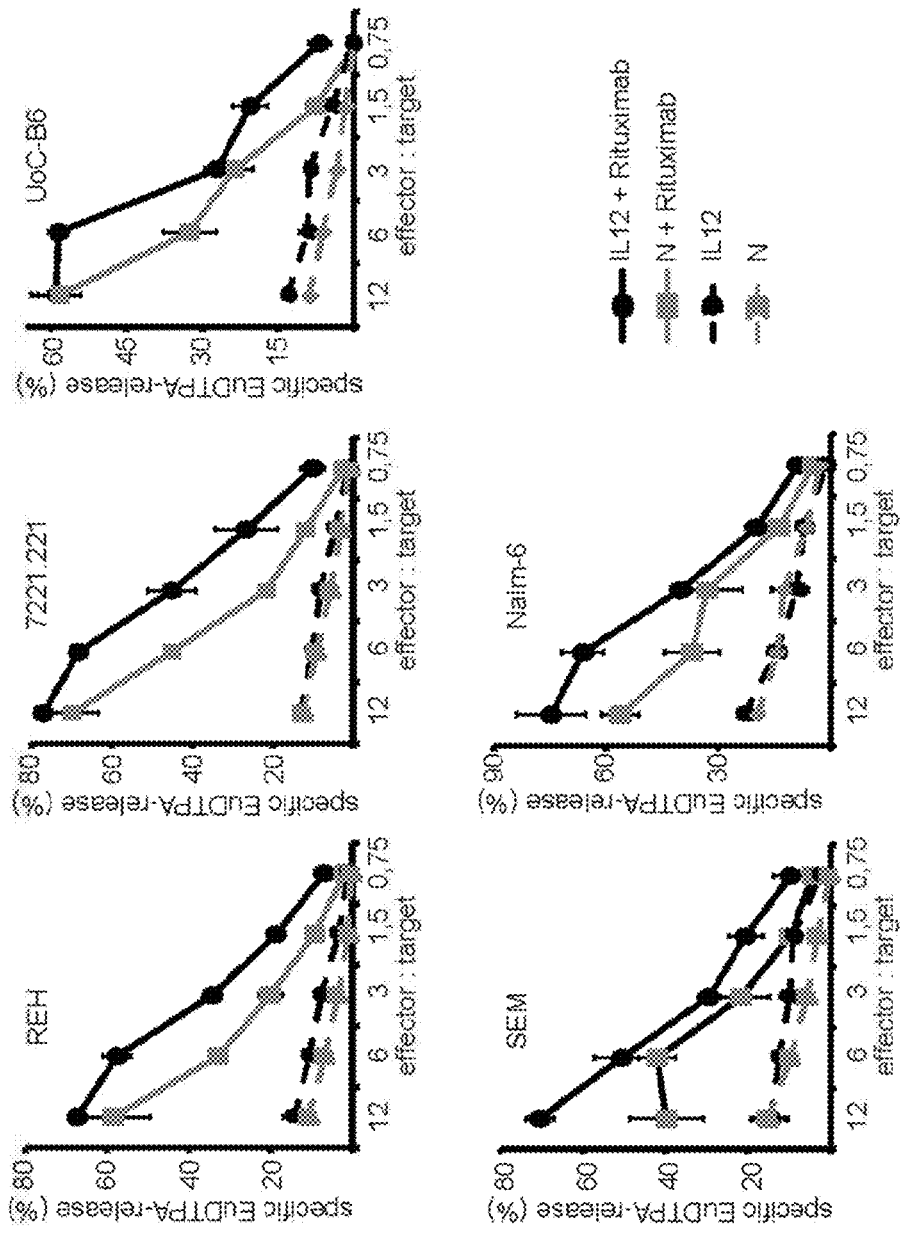 REH
specific EuDTPA-release (%)
80
60
40
20
12 6 3 1,5 0,75
effector : target
7221.221
specific EuDTPA-release (%)
80
60
40
20
12 6 3 1,5 0,75
effector : target
UoC-B6
specific EuDTPA-release (%)
60
45
30
15
12 6 3 1,5 0,75
effector : target
SEM
specific EuDTPA-release (%)
80
60
40
20
12 6 3 1,5 0,75
effector : target
Nalm-6
specific EuDTPA-release (%)
90
60
30
12 6 3 1,5 0,75
effector : target
IL12 + Rituximab
N + Rituximab
IL12
N